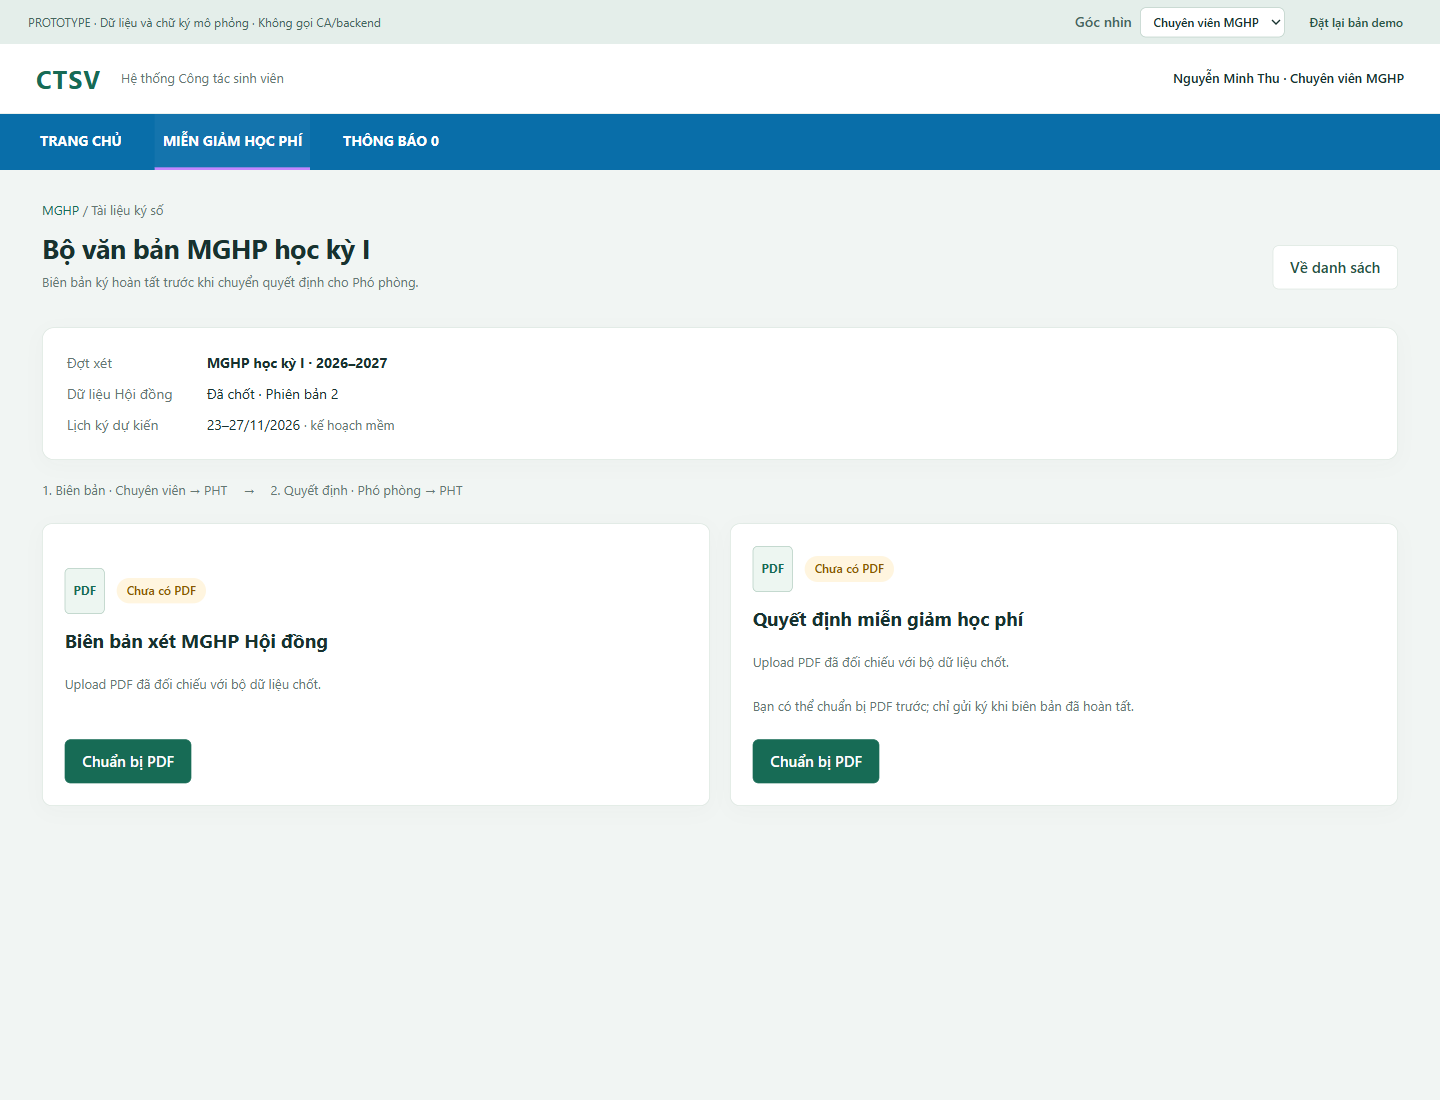 PROTOTYPE · Dữ liệu và chữ ký mô phỏng · Không gọi CA/backend
Góc nhìn
Chuyên viên MGHP
Đặt lại bản demo
CTSV
Hệ thống Công tác sinh viên
Nguyễn Minh Thu · Chuyên viên MGHP
TRANG CHỦ
MIỄN GIẢM HỌC PHÍ
THÔNG BÁO 0
MGHP / Tài liệu ký số
Bộ văn bản MGHP học kỳ I
Biên bản ký hoàn tất trước khi chuyển quyết định cho Phó phòng.
Về danh sách
Đợt xét MGHP học kỳ I · 2026–2027
Dữ liệu Hội đồng Đã chốt · Phiên bản 2
Lịch ký dự kiến 23–27/11/2026 · kế hoạch mềm
1. Biên bản · Chuyên viên → PHT → 2. Quyết định · Phó phòng → PHT
PDF
Chưa có PDF
Biên bản xét MGHP Hội đồng
Upload PDF đã đối chiếu với bộ dữ liệu chốt.
Chuẩn bị PDF
PDF
Chưa có PDF
Quyết định miễn giảm học phí
Upload PDF đã đối chiếu với bộ dữ liệu chốt.
Bạn có thể chuẩn bị PDF trước; chỉ gửi ký khi biên bản đã hoàn tất.
Chuẩn bị PDF